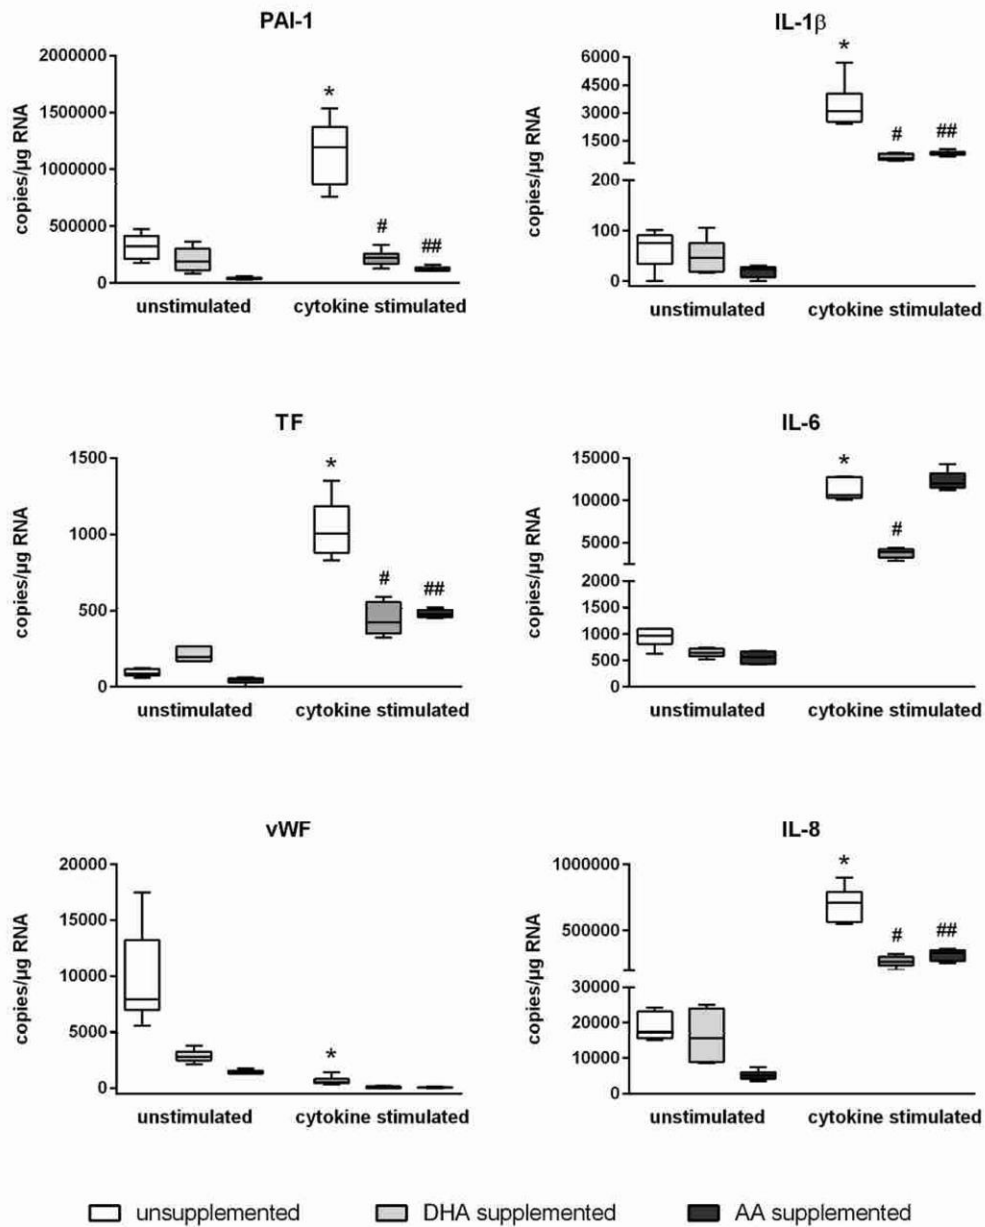 PAI-1
copies/µg RNA
2000000
1500000
1000000
500000
0
*
#
##
unstimulated
cytokine stimulated
IL-1β
copies/µg RNA
6000
4500
3000
1500
200
100
0
*
#
##
unstimulated
cytokine stimulated
TF
copies/µg RNA
1500
1000
500
0
*
#
##
unstimulated
cytokine stimulated
IL-6
copies/µg RNA
15000
10000
5000
2000
1500
1000
500
0
*
#
unstimulated
cytokine stimulated
vWF
copies/µg RNA
20000
15000
10000
5000
0
*
unstimulated
cytokine stimulated
IL-8
copies/µg RNA
1000000
500000
30000
20000
10000
0
*
#
##
unstimulated
cytokine stimulated
unsupplemented
DHA supplemented
AA supplemented